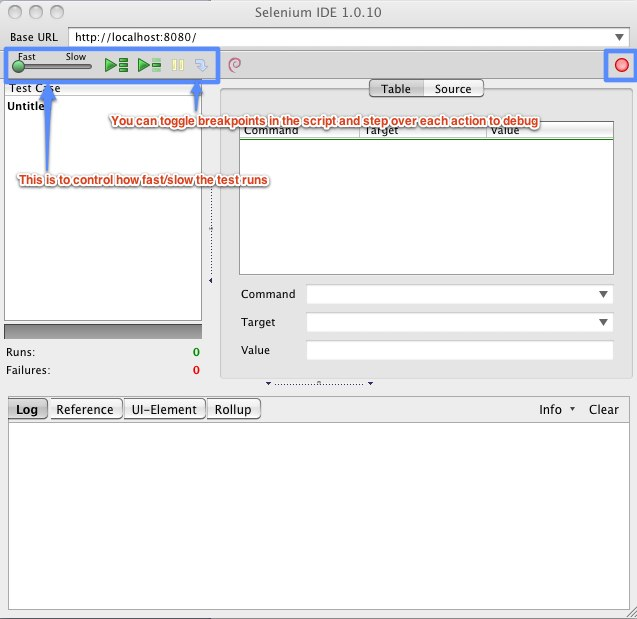 Selenium IDE 1.0.10
Base URL http://localhost:8080/
Fast Slow
Test Case
Untitled
Table Source
You can toggle breakpoints in the script and step over each action to debug
Command Target Value
This is to control how fast/slow the test runs
Command
Target
Value
Runs: 0
Failures: 0
Log Reference UI-Element Rollup Info Clear